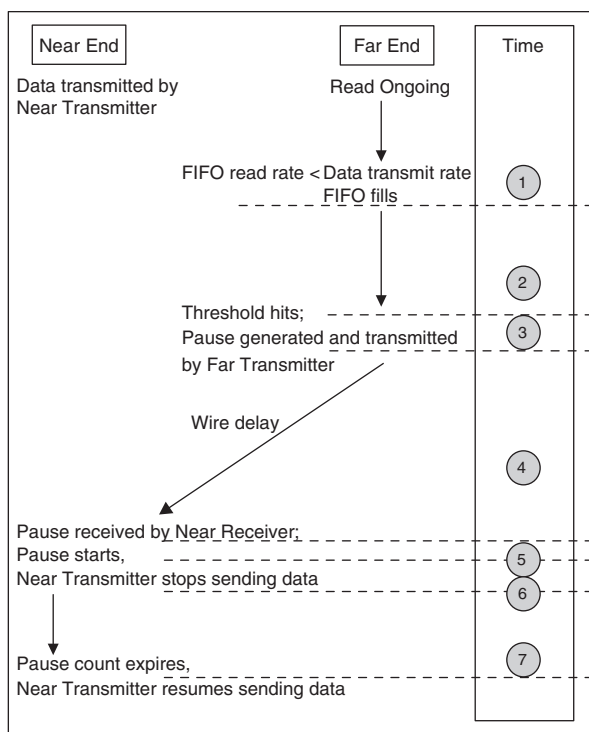 Near End
Far End
Time
Data transmitted by
Near Transmitter
Read Ongoing
FIFO read rate < Data transmit rate
FIFO fills
1
2
Threshold hits;
Pause generated and transmitted
by Far Transmitter
3
Wire delay
4
Pause received by Near Receiver;
Pause starts,
Near Transmitter stops sending data
5
6
Pause count expires,
Near Transmitter resumes sending data
7